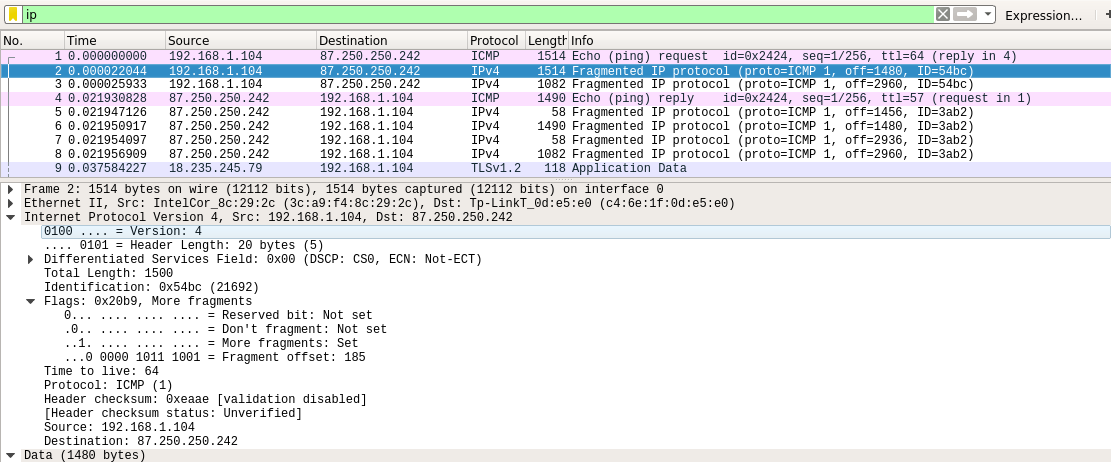 ip Expression... +
No. Time Source Destination Protocol Length Info
1 0.000000000 192.168.1.104 87.250.250.242 ICMP 1514 Echo (ping) request id=0x2424, seq=1/256, ttl=64 (reply in 4)
2 0.000022044 192.168.1.104 87.250.250.242 IPv4 1514 Fragmented IP protocol (proto=ICMP 1, off=1480, ID=54bc)
3 0.000025933 192.168.1.104 87.250.250.242 IPv4 1082 Fragmented IP protocol (proto=ICMP 1, off=2960, ID=54bc)
4 0.021930828 87.250.250.242 192.168.1.104 ICMP 1490 Echo (ping) reply id=0x2424, seq=1/256, ttl=57 (request in 1)
5 0.021947126 87.250.250.242 192.168.1.104 IPv4 58 Fragmented IP protocol (proto=ICMP 1, off=1456, ID=3ab2)
6 0.021950917 87.250.250.242 192.168.1.104 IPv4 1490 Fragmented IP protocol (proto=ICMP 1, off=1480, ID=3ab2)
7 0.021954097 87.250.250.242 192.168.1.104 IPv4 58 Fragmented IP protocol (proto=ICMP 1, off=2936, ID=3ab2)
8 0.021956909 87.250.250.242 192.168.1.104 IPv4 1082 Fragmented IP protocol (proto=ICMP 1, off=2960, ID=3ab2)
9 0.037584227 18.235.245.79 192.168.1.104 TLSv1.2 118 Application Data
Frame 2: 1514 bytes on wire (12112 bits), 1514 bytes captured (12112 bits) on interface 0
Ethernet II, Src: IntelCor_8c:29:2c (3c:a9:f4:8c:29:2c), Dst: Tp-LinkT_0d:e5:e0 (c4:6e:1f:0d:e5:e0)
Internet Protocol Version 4, Src: 192.168.1.104, Dst: 87.250.250.242
0100 .... = Version: 4
.... 0101 = Header Length: 20 bytes (5)
Differentiated Services Field: 0x00 (DSCP: CS0, ECN: Not-ECT)
Total Length: 1500
Identification: 0x54bc (21692)
Flags: 0x20b9, More fragments
0... .... .... .... = Reserved bit: Not set
.0.. .... .... .... = Don't fragment: Not set
..1. .... .... .... = More fragments: Set
...0 0000 1011 1001 = Fragment offset: 185
Time to live: 64
Protocol: ICMP (1)
Header checksum: 0xeaae [validation disabled]
[Header checksum status: Unverified]
Source: 192.168.1.104
Destination: 87.250.250.242
Data (1480 bytes)